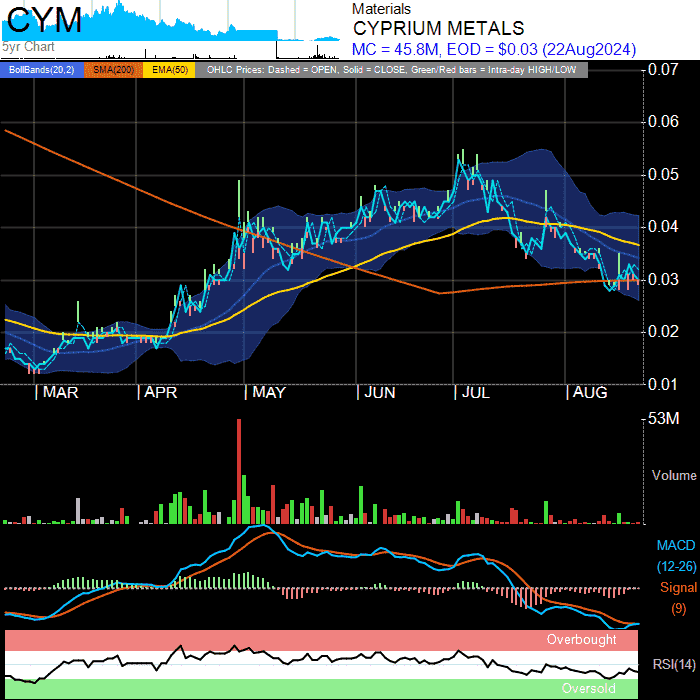 CYM
5yr Chart
Materials
CYPRIUM METALS
MC = 45.8M, EOD = $0.03 (22Aug2024)
BollBands(20,2) SMA(200) EMA(50) OHLC Prices: Dashed = OPEN, Solid = CLOSE, Green/Red bars = Intra-day HIGH/LOW
0.07
0.06
0.05
0.04
0.03
0.02
0.01
MAR APR MAY JUN JUL AUG
53M
Volume
MACD
(12-26)
Signal
(9)
Overbought
RSI(14)
Oversold